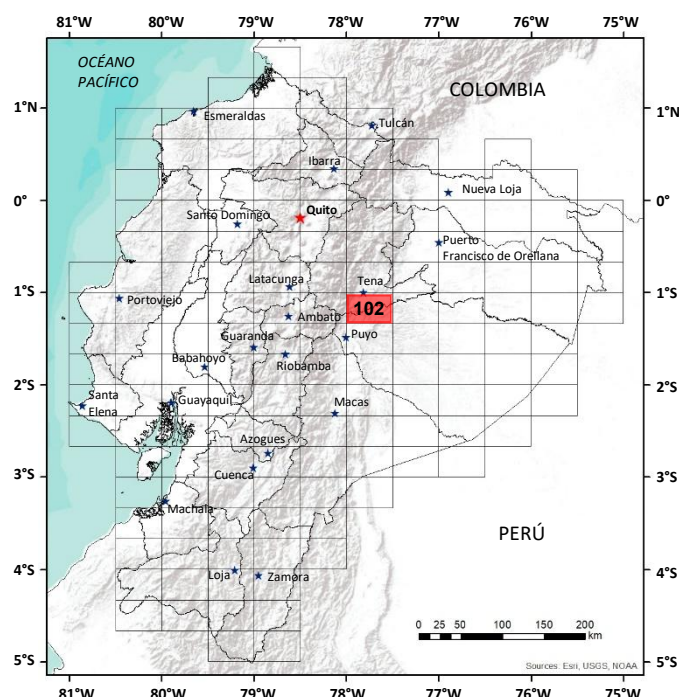 81°W 80°W 79°W 78°W 77°W 76°W 75°W
OCÉANO
PACÍFICO
COLOMBIA
1°N 1°N
Esmeraldas
Tulcán
Ibarra
Nueva Loja
0° 0°
Santo Domingo
Quito
Puerto
Francisco de Orellana
Latacunga
Tena
1°S 1°S
Portoviejo
102
Ambato
Guaranda
Puyo
Babahoyo
Riobamba
2°S 2°S
Santa
Elena
Guayaquil
Macas
Azogues
3°S 3°S
Cuenca
Machala
PERÚ
4°S 4°S
Loja
Zamora
0 25 50 100 150 200
km
5°S 5°S
Sources: Esri, USGS, NOAA
81°W 80°W 79°W 78°W 77°W 76°W 75°W